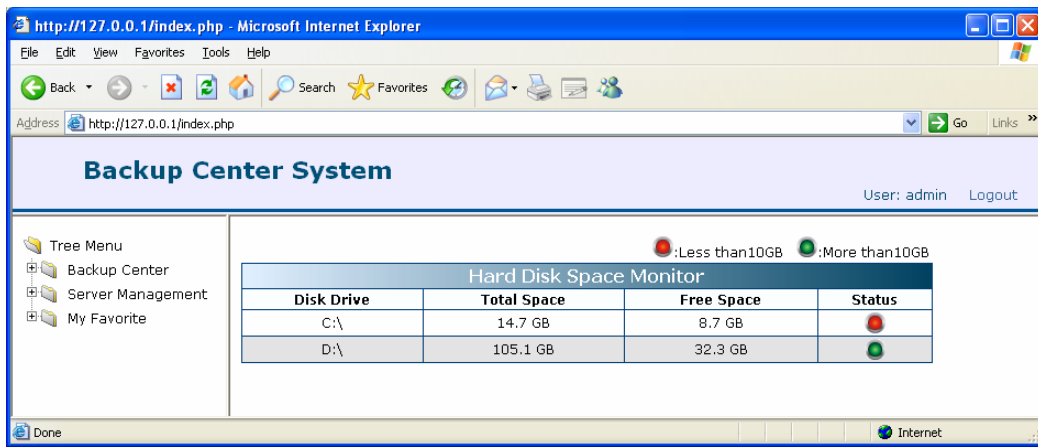 http://127.0.0.1/index.php - Microsoft Internet Explorer
File Edit View Favorites Tools Help
Back Search Favorites
Address http://127.0.0.1/index.php Go Links »
Backup Center System
User: admin Logout
Tree Menu
Backup Center
Server Management
My Favorite
:Less than10GB :More than10GB
Hard Disk Space Monitor
Disk Drive Total Space Free Space Status
C:\ 14.7 GB 8.7 GB
D:\ 105.1 GB 32.3 GB
Done Internet